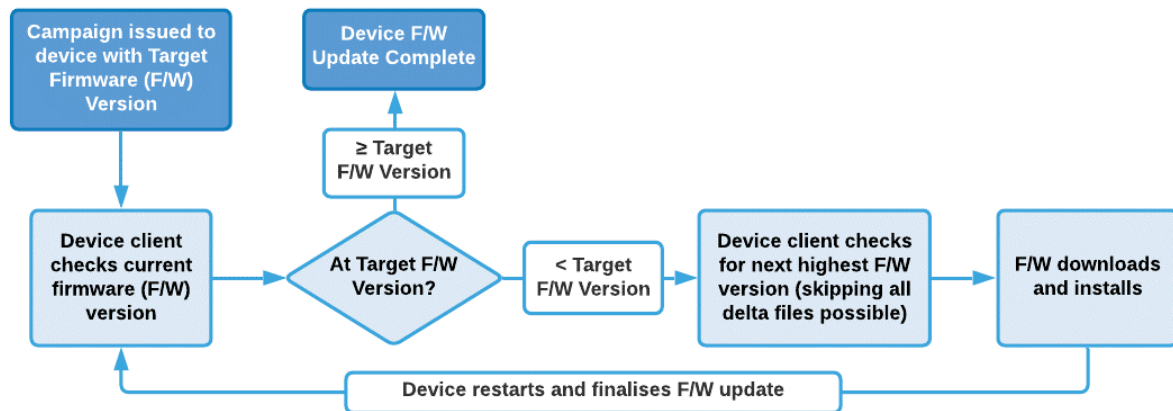 Campaign issued to
device with Target
Firmware (F/W)
Version
Device F/W
Update Complete
≥ Target
F/W Version
Device client
checks current
firmware (F/W)
version
At Target F/W
Version?
< Target
F/W Version
Device client checks
for next highest F/W
version (skipping all
delta files possible)
F/W downloads
and installs
Device restarts and finalises F/W update